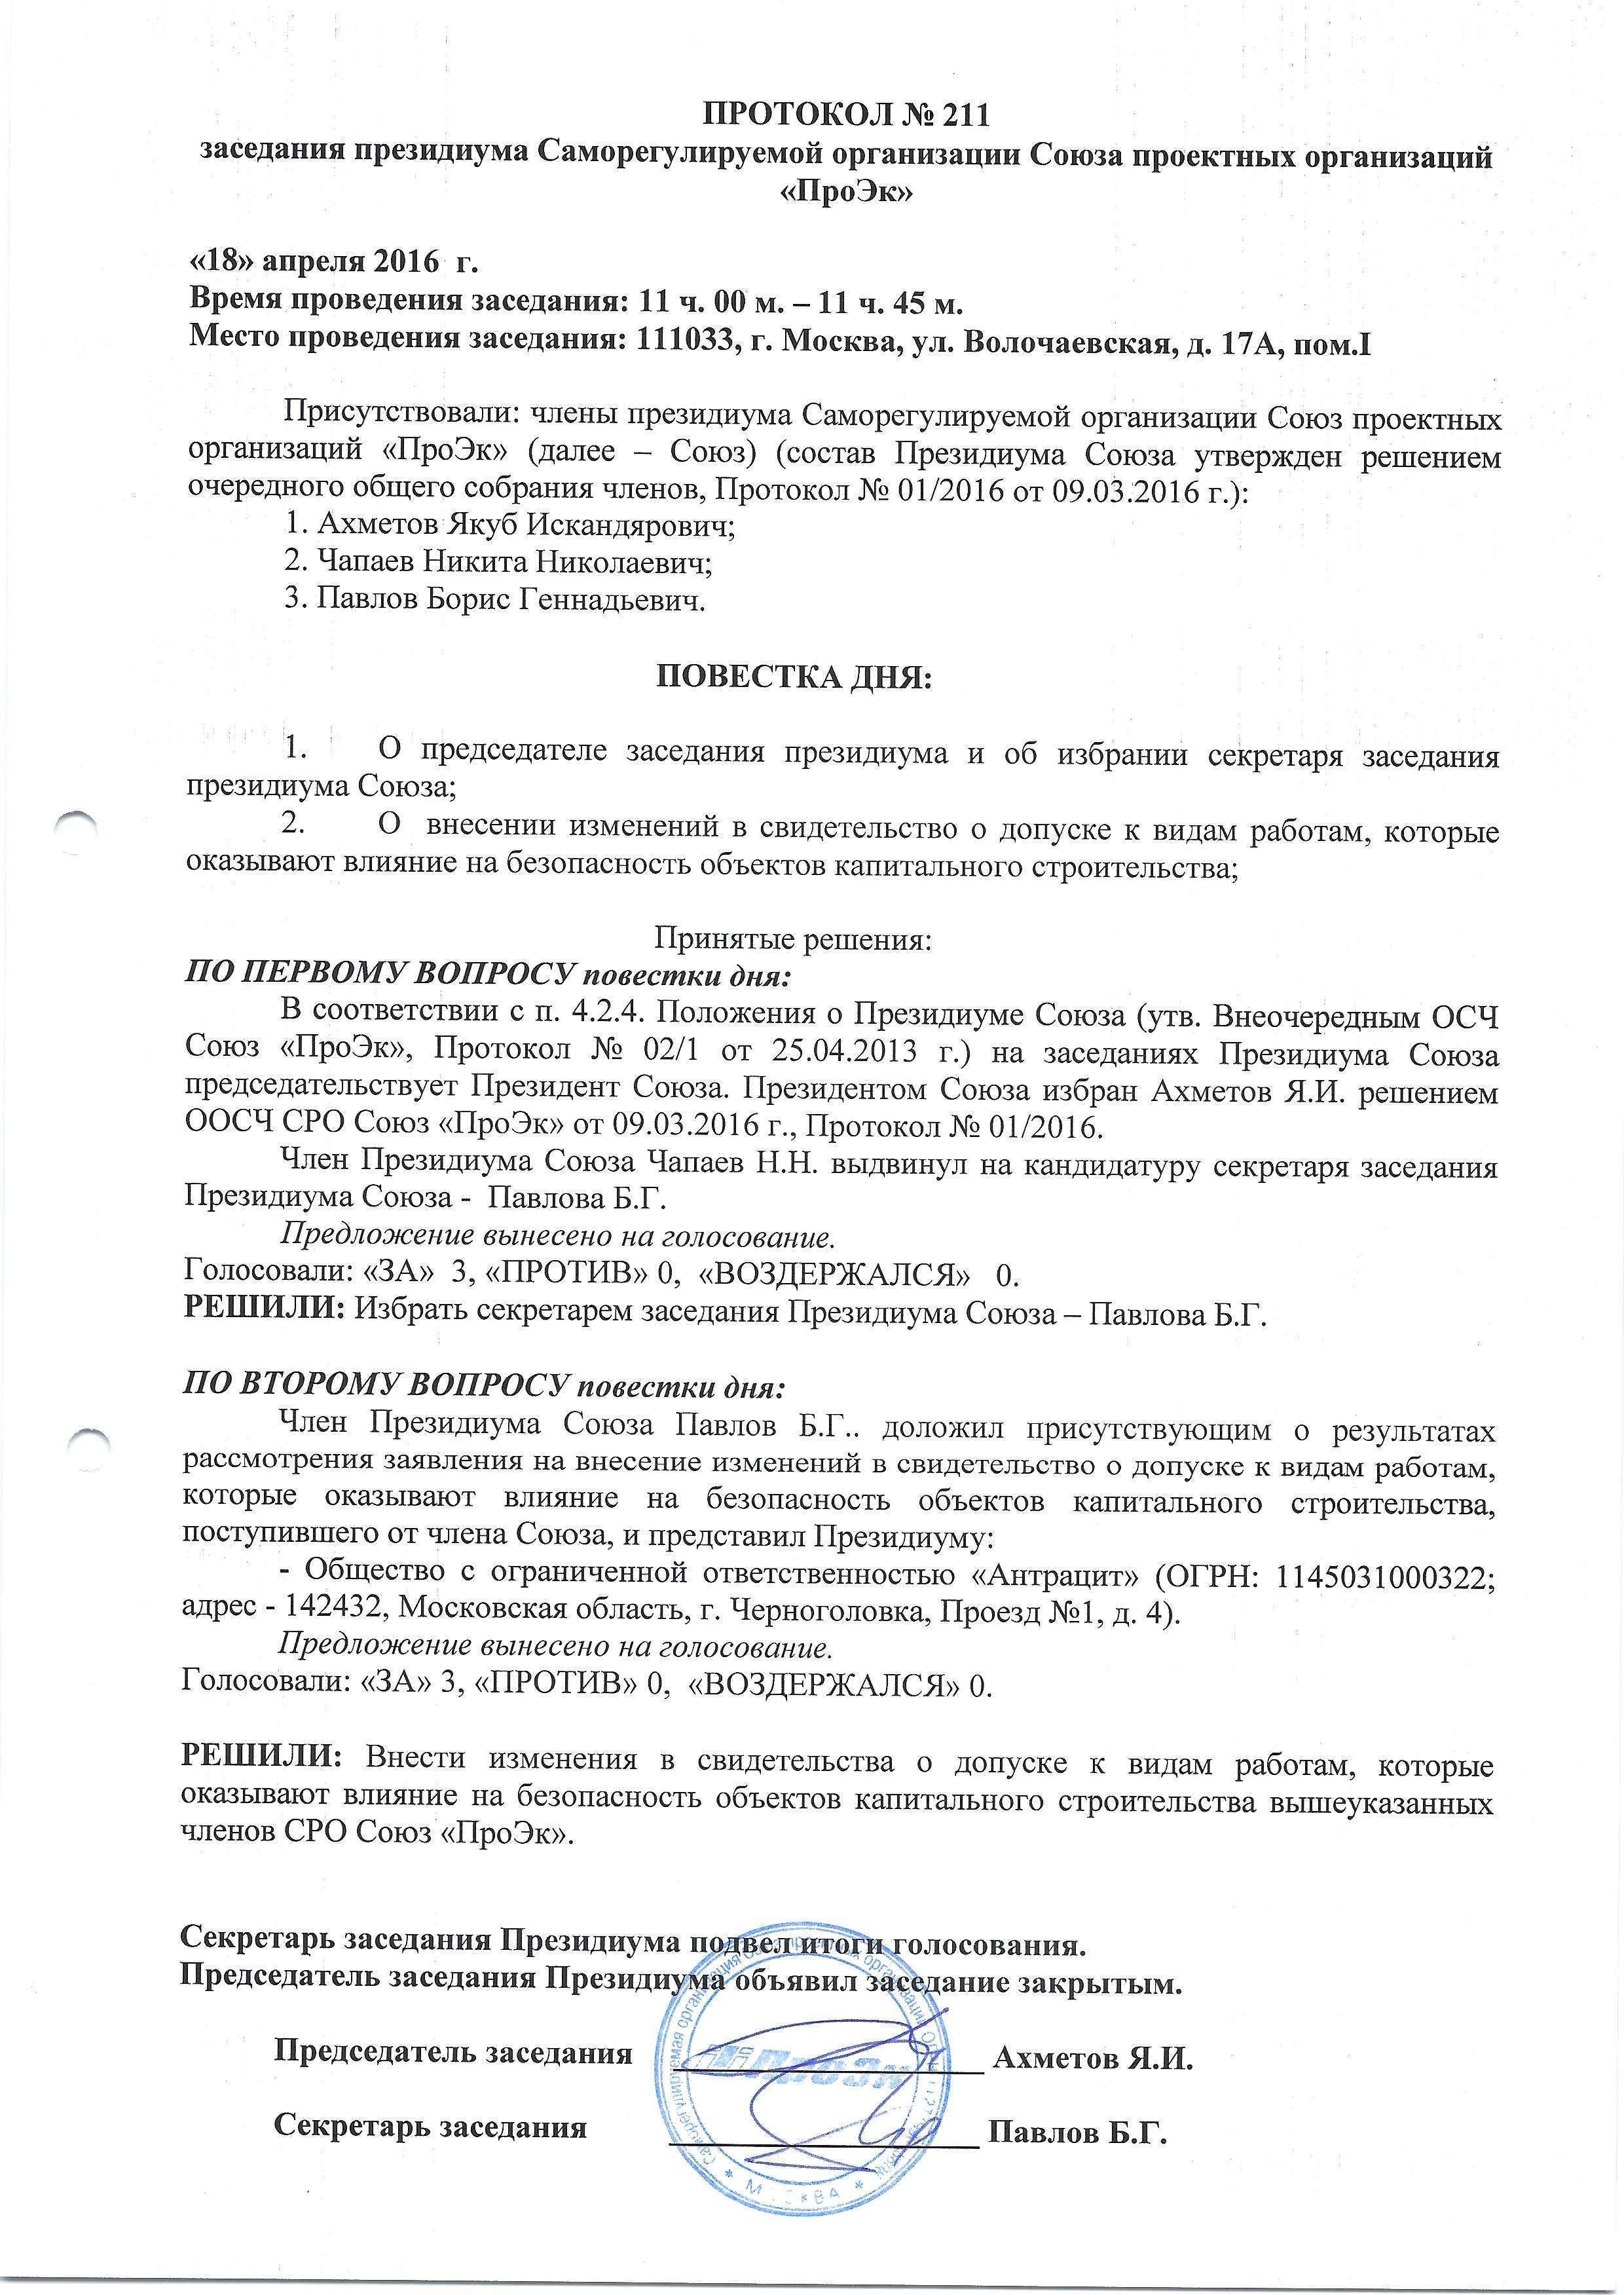 ПРОТОКОЛ № 211
заседания президиума Саморегулируемой организации Союза проектных организаций
«ПроЭк»
«18» апреля 2016 г.
Время проведения заседания: 11 ч. 00 м. – 11 ч. 45 м.
Место проведения заседания: 111033, г. Москва, ул. Волочаевская, д. 17А, пом.I
Присутствовали: члены президиума Саморегулируемой организации Союз проектных
организаций «ПроЭк» (далее – Союз) (состав Президиума Союза утвержден решением
очередного общего собрания членов, Протокол № 01/2016 от 09.03.2016 г.):
1. Ахметов Якуб Искандярович;
2. Чапаев Никита Николаевич;
3. Павлов Борис Геннадьевич.
ПОВЕСТКА ДНЯ:
1. О председателе заседания президиума и об избрании секретаря заседания
президиума Союза;
2. О внесении изменений в свидетельство о допуске к видам работам, которые
оказывают влияние на безопасность объектов капитального строительства;
Принятые решения:
ПО ПЕРВОМУ ВОПРОСУ повестки дня:
В соответствии с п. 4.2.4. Положения о Президиуме Союза (утв. Внеочередным ОСЧ
Союз «ПроЭк», Протокол № 02/1 от 25.04.2013 г.) на заседаниях Президиума Союза
председательствует Президент Союза. Президентом Союза избран Ахметов Я.И. решением
ООСЧ СРО Союз «ПроЭк» от 09.03.2016 г., Протокол № 01/2016.
Член Президиума Союза Чапаев Н.Н. выдвинул на кандидатуру секретаря заседания
Президиума Союза - Павлова Б.Г.
Предложение вынесено на голосование.
Голосовали: «ЗА» 3, «ПРОТИВ» 0, «ВОЗДЕРЖАЛСЯ» 0.
РЕШИЛИ: Избрать секретарем заседания Президиума Союза – Павлова Б.Г.
ПО ВТОРОМУ ВОПРОСУ повестки дня:
Член Президиума Союза Павлов Б.Г.. доложил присутствующим о результатах
рассмотрения заявления на внесение изменений в свидетельство о допуске к видам работам,
которые оказывают влияние на безопасность объектов капитального строительства,
поступившего от члена Союза, и представил Президиуму:
- Общество с ограниченной ответственностью «Антрацит» (ОГРН: 1145031000322;
адрес - 142432, Московская область, г. Черноголовка, Проезд №1, д. 4).
Предложение вынесено на голосование.
Голосовали: «ЗА» 3, «ПРОТИВ» 0, «ВОЗДЕРЖАЛСЯ» 0.
РЕШИЛИ: Внести изменения в свидетельства о допуске к видам работам, которые
оказывают влияние на безопасность объектов капитального строительства вышеуказанных
членов СРО Союз «ПроЭк».
Секретарь заседания Президиума подвел итоги голосования.
Председатель заседания Президиума объявил заседание закрытым.
Председатель заседания Ахметов Я.И.
Секретарь заседания Павлов Б.Г.
Саморегулируемая организация Союз проектных организаций
ПроЭк
МОСКВА